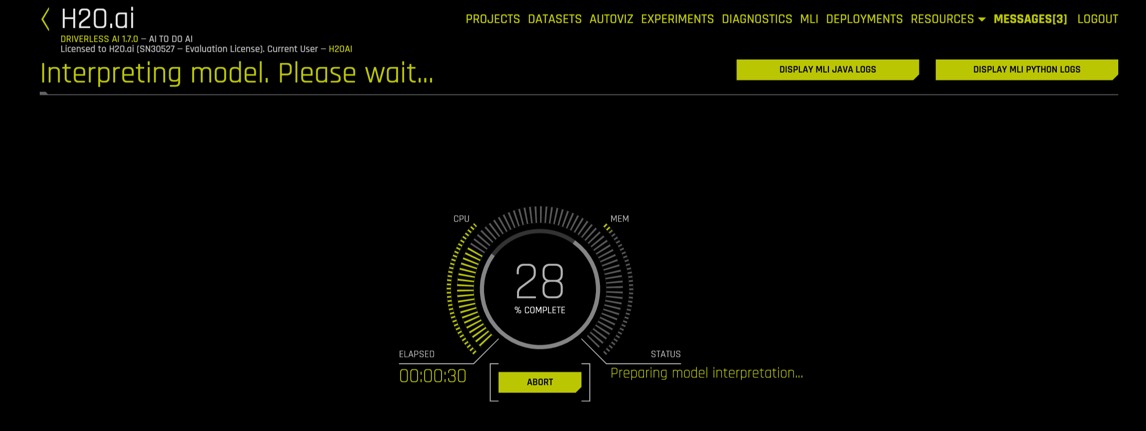 H2O.ai
PROJECTS DATASETS AUTOVIZ EXPERIMENTS DIAGNOSTICS MLI DEPLOYMENTS RESOURCES MESSAGES[3] LOGOUT
DRIVERLESS AI 1.7.0 — AI TO DO AI
Licensed to H2O.ai (SN30527 — Evaluation License). Current User — H2OAI
Interpreting model. Please wait...
DISPLAY MLI JAVA LOGS
DISPLAY MLI PYTHON LOGS
CPU
MEM
28
% COMPLETE
ELAPSED
STATUS
00:00:30
ABORT
Preparing model interpretation...